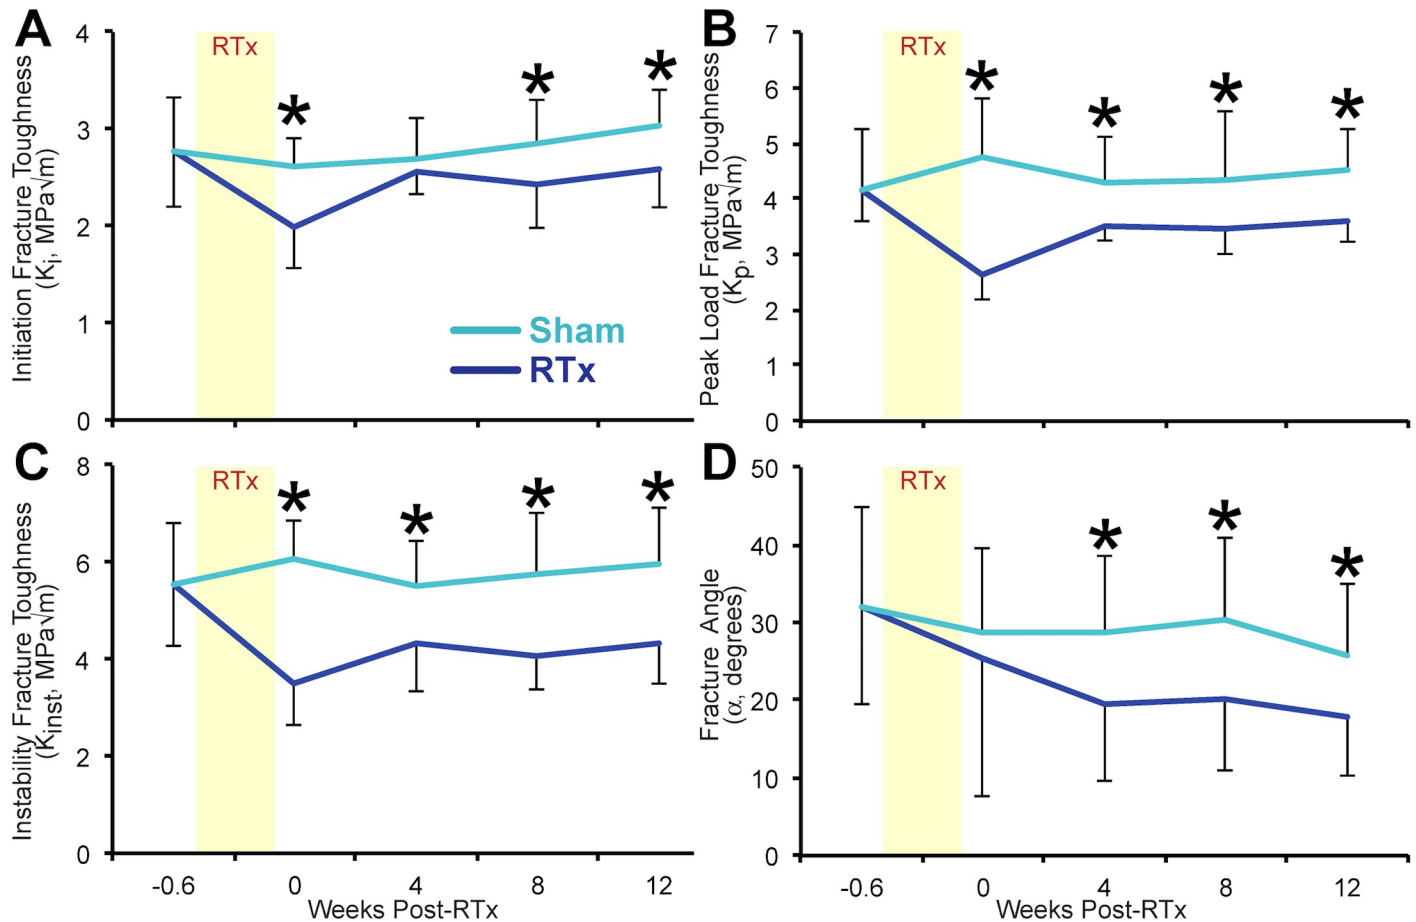 A
Initiation Fracture Toughness
(Ki, MPa√m)
4
3
2
1
0
RTx
*
*
*
Sham
RTx
B
Peak Load Fracture Toughness
(Kp, MPa√m)
7
6
5
4
3
2
1
0
RTx
*
*
*
*
C
Instability Fracture Toughness
(Kinst, MPa√m)
8
6
4
2
0
RTx
*
*
*
*
-0.6 0 4 8 12
Weeks Post-RTx
D
Fracture Angle
(α, degrees)
50
40
30
20
10
0
RTx
*
*
*
-0.6 0 4 8 12
Weeks Post-RTx